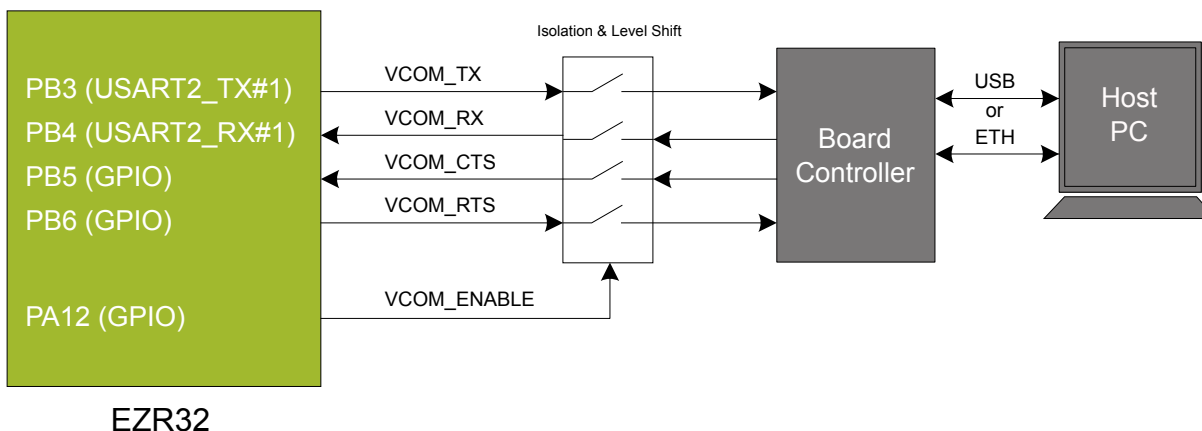 Isolation & Level Shift
PB3 (USART2_TX#1)
VCOM_TX
PB4 (USART2_RX#1)
VCOM_RX
PB5 (GPIO)
VCOM_CTS
PB6 (GPIO)
VCOM_RTS
PA12 (GPIO)
VCOM_ENABLE
Board
Controller
USB
or
ETH
Host
PC
EZR32